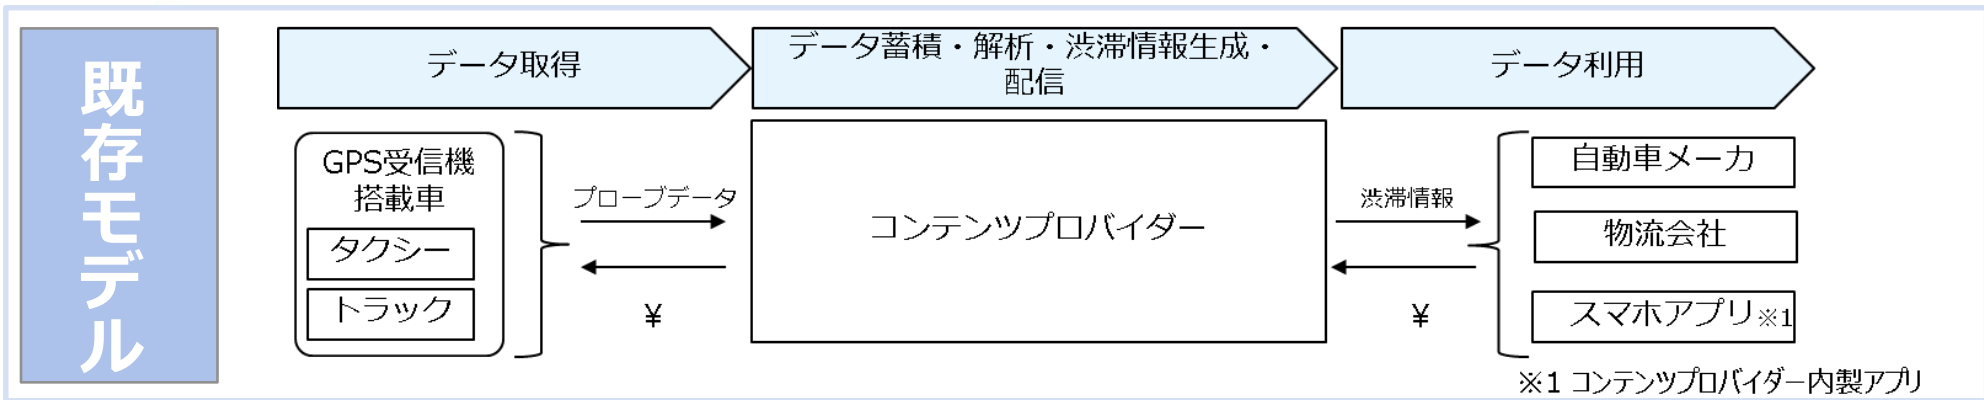 既存モデル
データ取得
データ蓄積・解析・渋滞情報生成・
配信
データ利用
GPS受信機
搭載車
タクシー
トラック
プローブデータ
¥
コンテンツプロバイダー
渋滞情報
¥
自動車メーカ
物流会社
スマホアプリ※1
※1 コンテンツプロバイダー内製アプリ